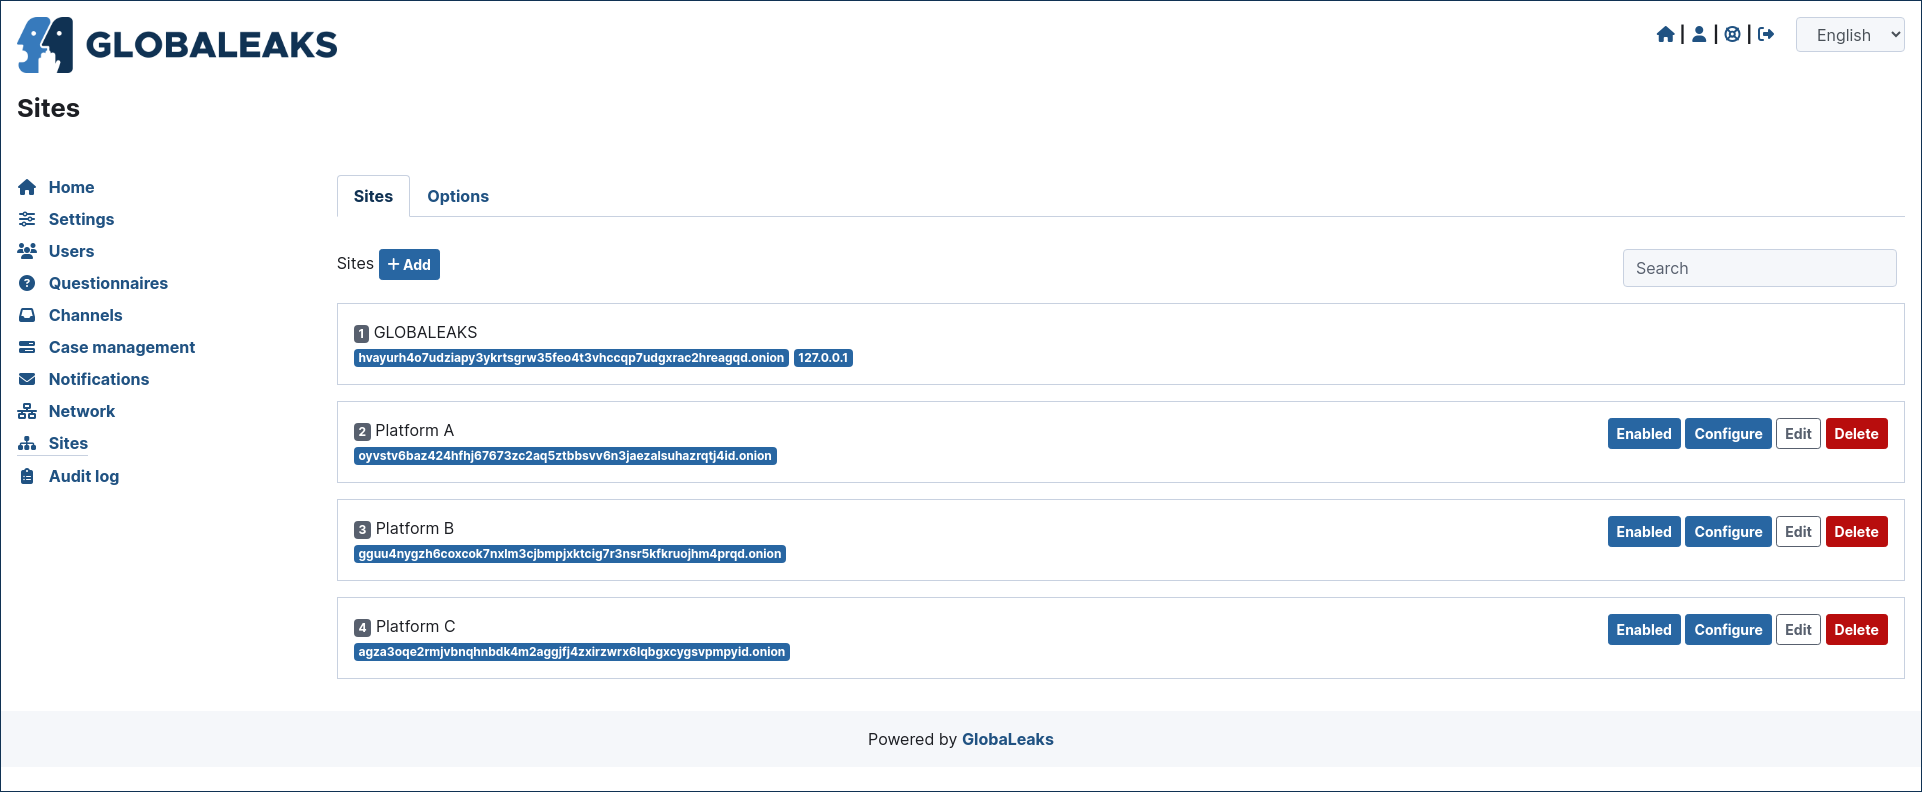 GLOBALEAKS
English
Sites
Home
Settings
Users
Questionnaires
Channels
Case management
Notifications
Network
Sites
Audit log
Sites Options
Sites + Add
Search
1 GLOBALEAKS
hvayurh4o7udziapy3ykrtsgrw35feo4t3vhccqp7udgxrac2hreagqd.onion 127.0.0.1
2 Platform A
Enabled Configure Edit Delete
oyvstv6baz424hfhj67673zc2aq5ztbbsvv6n3jaezalsuhazrqtj4id.onion
3 Platform B
Enabled Configure Edit Delete
gguu4nygzh6coxcok7nxlm3cjbmpjxktcig7r3nsr5kfkruojhm4prqd.onion
4 Platform C
Enabled Configure Edit Delete
agza3oqe2rmjvbnqhnbdk4m2aggjfj4zxirzwrx6lqbgxcygsvpmpyid.onion
Powered by GlobaLeaks